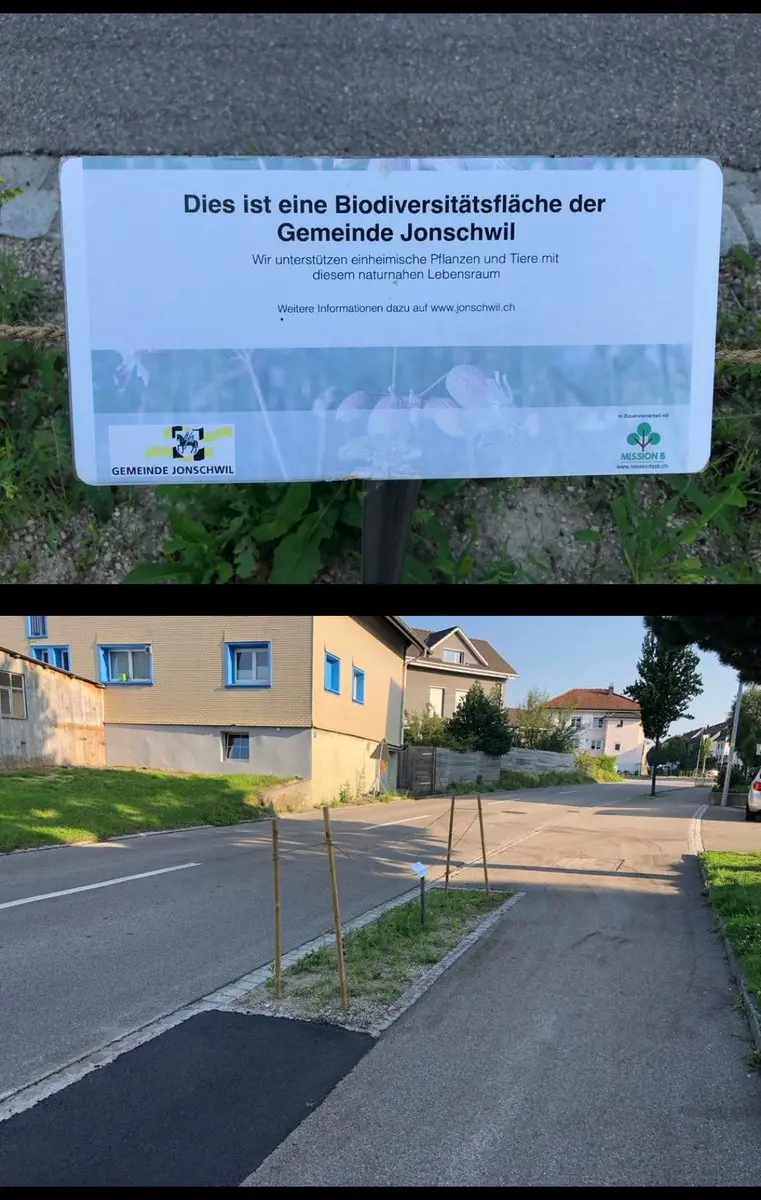 Dies ist eine Biodiversitätsfläche der
Gemeinde Jonschwil
Wir unterstützen einheimische Pflanzen und Tiere mit
diesem naturnahen Lebensraum
Weitere Informationen dazu auf www.jonschwil.ch
GEMEINDE JONSCHWIL
In Zusammenarbeit mit
MISSION B
www.missionb.ch